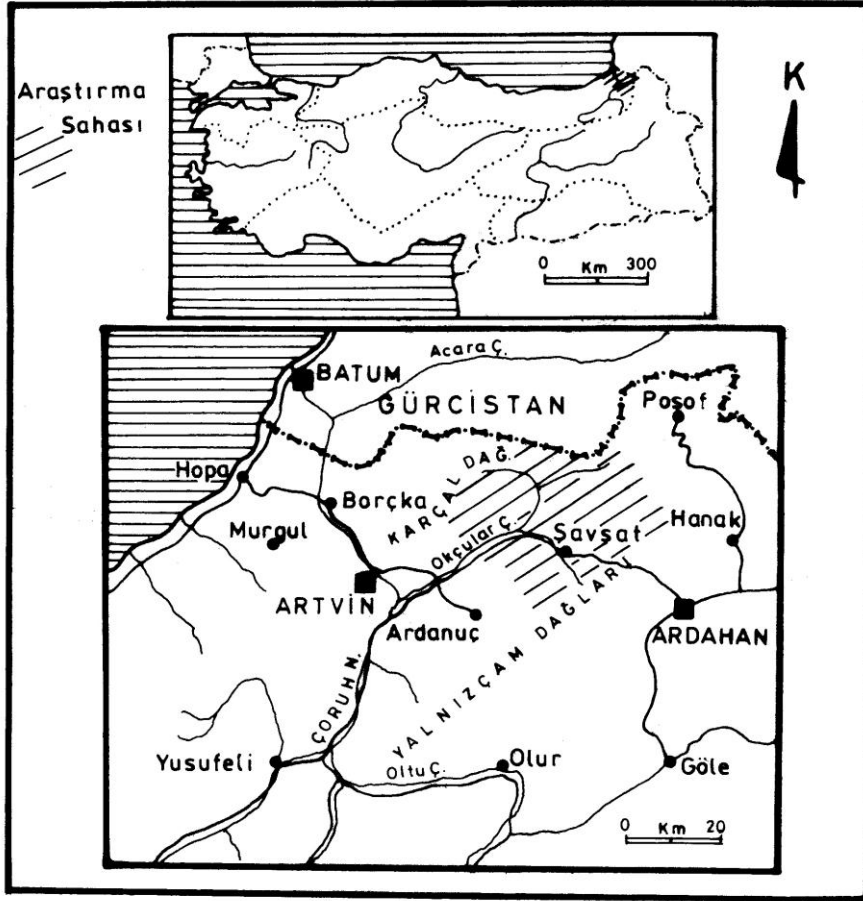 Araştırma
Sahası
K
0 Km 300
Acara Ç.
BATUM
GÜRCİSTAN
Posof
KARÇAL DAĞ.
Hopa
Borçka
Murgul
Okçular Ç.
Şavşat
Hanak
ARTVİN
Ardanuç
ARDAHAN
YALNIZÇAM DAĞLARI
ÇORUH N.
Yusufeli
Oltu Ç.
Olur
Göle
0 Km 20